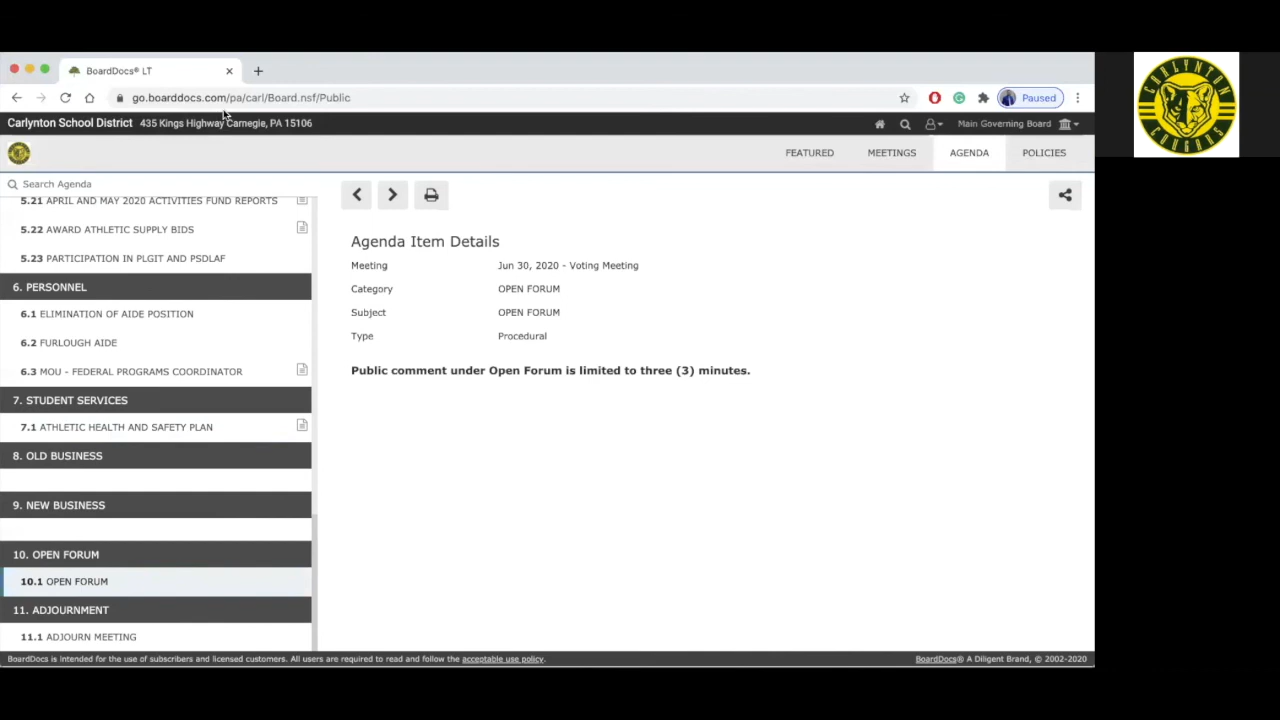 BoardDocs® LT
go.boarddocs.com/pa/carl/Board.nsf/Public
Paused
Carlynton School District 435 Kings Highway Carnegie, PA 15106
Main Governing Board
FEATURED MEETINGS AGENDA POLICIES
Search Agenda
5.21 APRIL AND MAY 2020 ACTIVITIES FUND REPORTS
5.22 AWARD ATHLETIC SUPPLY BIDS
5.23 PARTICIPATION IN PLGIT AND PSDLAF
6. PERSONNEL
6.1 ELIMINATION OF AIDE POSITION
6.2 FURLOUGH AIDE
6.3 MOU - FEDERAL PROGRAMS COORDINATOR
7. STUDENT SERVICES
7.1 ATHLETIC HEALTH AND SAFETY PLAN
8. OLD BUSINESS
9. NEW BUSINESS
10. OPEN FORUM
10.1 OPEN FORUM
11. ADJOURNMENT
11.1 ADJOURN MEETING
Agenda Item Details
Meeting Jun 30, 2020 - Voting Meeting
Category OPEN FORUM
Subject OPEN FORUM
Type Procedural
Public comment under Open Forum is limited to three (3) minutes.
BoardDocs is intended for the use of subscribers and licensed customers. All users are required to read and follow the acceptable use policy.
BoardDocs® A Diligent Brand, © 2002-2020
CARLYNTON
COUGARS